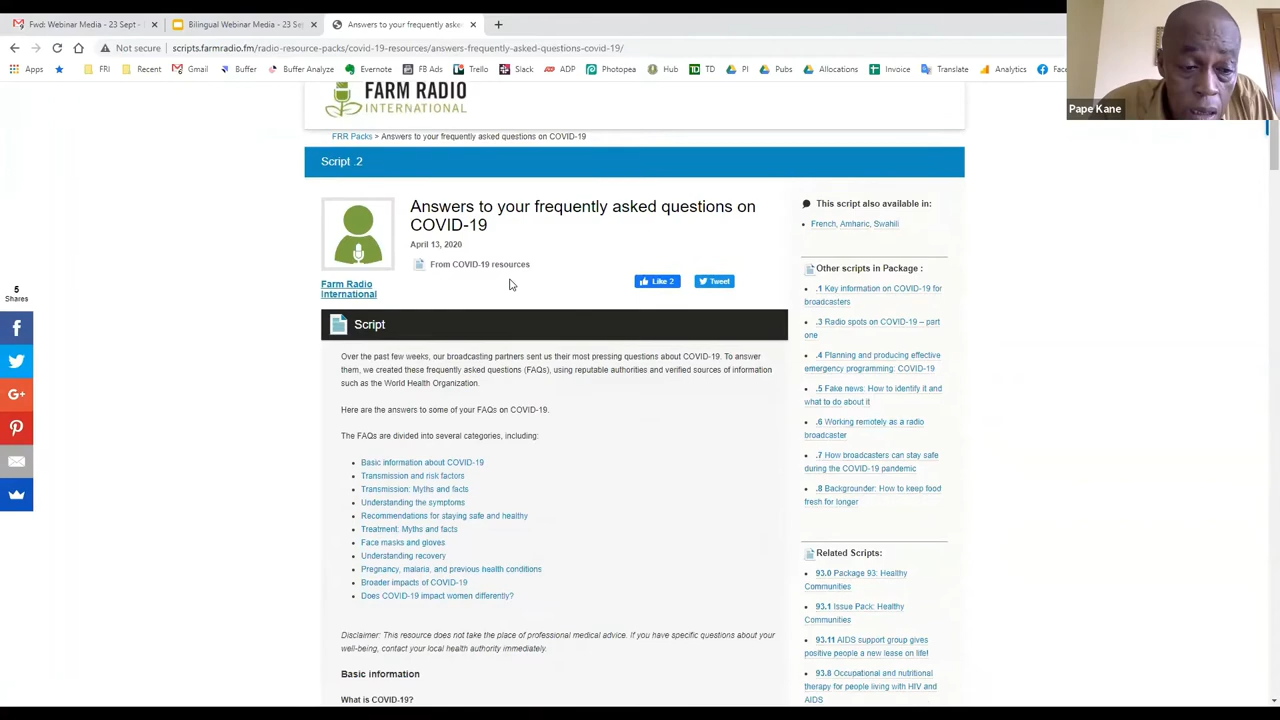 Fwd: Webinar Media - 23 Sept -
Bilingual Webinar Media - 23 Sep
Answers to your frequently aske
Not secure
scripts.farmradio.fm/radio-resource-packs/covid-19-resources/answers-frequently-asked-questions-covid-19/
Apps
FRI
Recent
Gmail
Buffer
Buffer Analyze
Evernote
FB Ads
Trello
Slack
ADP
Photopea
Hub
TD
PI
Pubs
Allocations
Invoice
Translate
Analytics
Face
Pape Kane
FARM RADIO
INTERNATIONAL
FRR Packs > Answers to your frequently asked questions on COVID-19
Script .2
Answers to your frequently asked questions on
COVID-19
April 13, 2020
From COVID-19 resources
Farm Radio
International
Like 2
Tweet
5
Shares
Script
Over the past few weeks, our broadcasting partners sent us their most pressing questions about COVID-19. To answer
them, we created these frequently asked questions (FAQs), using reputable authorities and verified sources of information
such as the World Health Organization.
Here are the answers to some of your FAQs on COVID-19.
The FAQs are divided into several categories, including:
Basic information about COVID-19
Transmission and risk factors
Transmission: Myths and facts
Understanding the symptoms
Recommendations for staying safe and healthy
Treatment: Myths and facts
Face masks and gloves
Understanding recovery
Pregnancy, malaria, and previous health conditions
Broader impacts of COVID-19
Does COVID-19 impact women differently?
Disclaimer: This resource does not take the place of professional medical advice. If you have specific questions about your
well-being, contact your local health authority immediately.
Basic information
What is COVID-19?
This script also available in:
French, Amharic, Swahili
Other scripts in Package :
.1 Key information on COVID-19 for
broadcasters
.3 Radio spots on COVID-19 – part
one
.4 Planning and producing effective
emergency programming: COVID-19
.5 Fake news: How to identify it and
what to do about it
.6 Working remotely as a radio
broadcaster
.7 How broadcasters can stay safe
during the COVID-19 pandemic
.8 Backgrounder: How to keep food
fresh for longer
Related Scripts:
93.0 Package 93: Healthy
Communities
93.1 Issue Pack: Healthy
Communities
93.11 AIDS support group gives
positive people a new lease on life!
93.8 Occupational and nutritional
therapy for people living with HIV and
AIDS